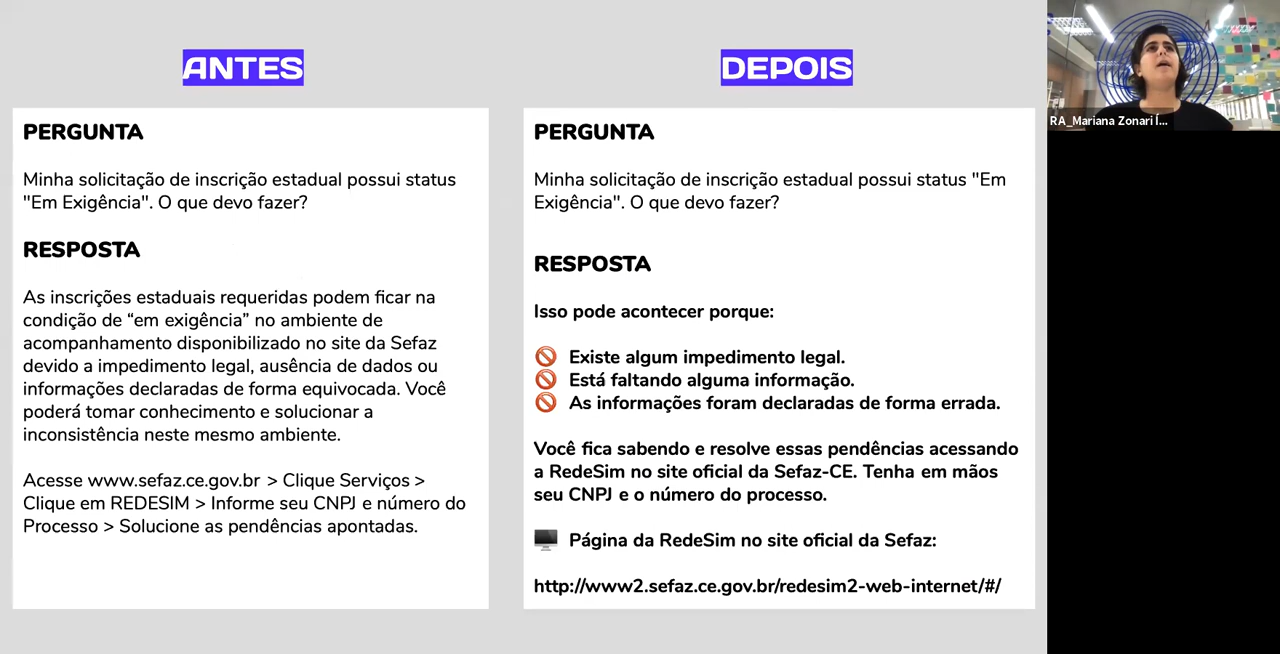 ANTES
PERGUNTA
Minha solicitação de inscrição estadual possui status
"Em Exigência". O que devo fazer?
RESPOSTA
As inscrições estaduais requeridas podem ficar na
condição de “em exigência” no ambiente de
acompanhamento disponibilizado no site da Sefaz
devido a impedimento legal, ausência de dados ou
informações declaradas de forma equivocada. Você
poderá tomar conhecimento e solucionar a
inconsistência neste mesmo ambiente.
Acesse www.sefaz.ce.gov.br > Clique Serviços >
Clique em REDESIM > Informe seu CNPJ e número do
Processo > Solucione as pendências apontadas.
DEPOIS
PERGUNTA
Minha solicitação de inscrição estadual possui status "Em
Exigência". O que devo fazer?
RESPOSTA
Isso pode acontecer porque:
Existe algum impedimento legal.
Está faltando alguma informação.
As informações foram declaradas de forma errada.
Você fica sabendo e resolve essas pendências acessando
a RedeSim no site oficial da Sefaz-CE. Tenha em mãos
seu CNPJ e o número do processo.
Página da RedeSim no site oficial da Sefaz:
http://www2.sefaz.ce.gov.br/redesim2-web-internet/#/
RA_Mariana Zonari Í...